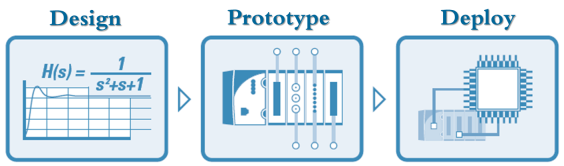 Design
Prototype
Deploy
H(s) = 1
s²+s+1